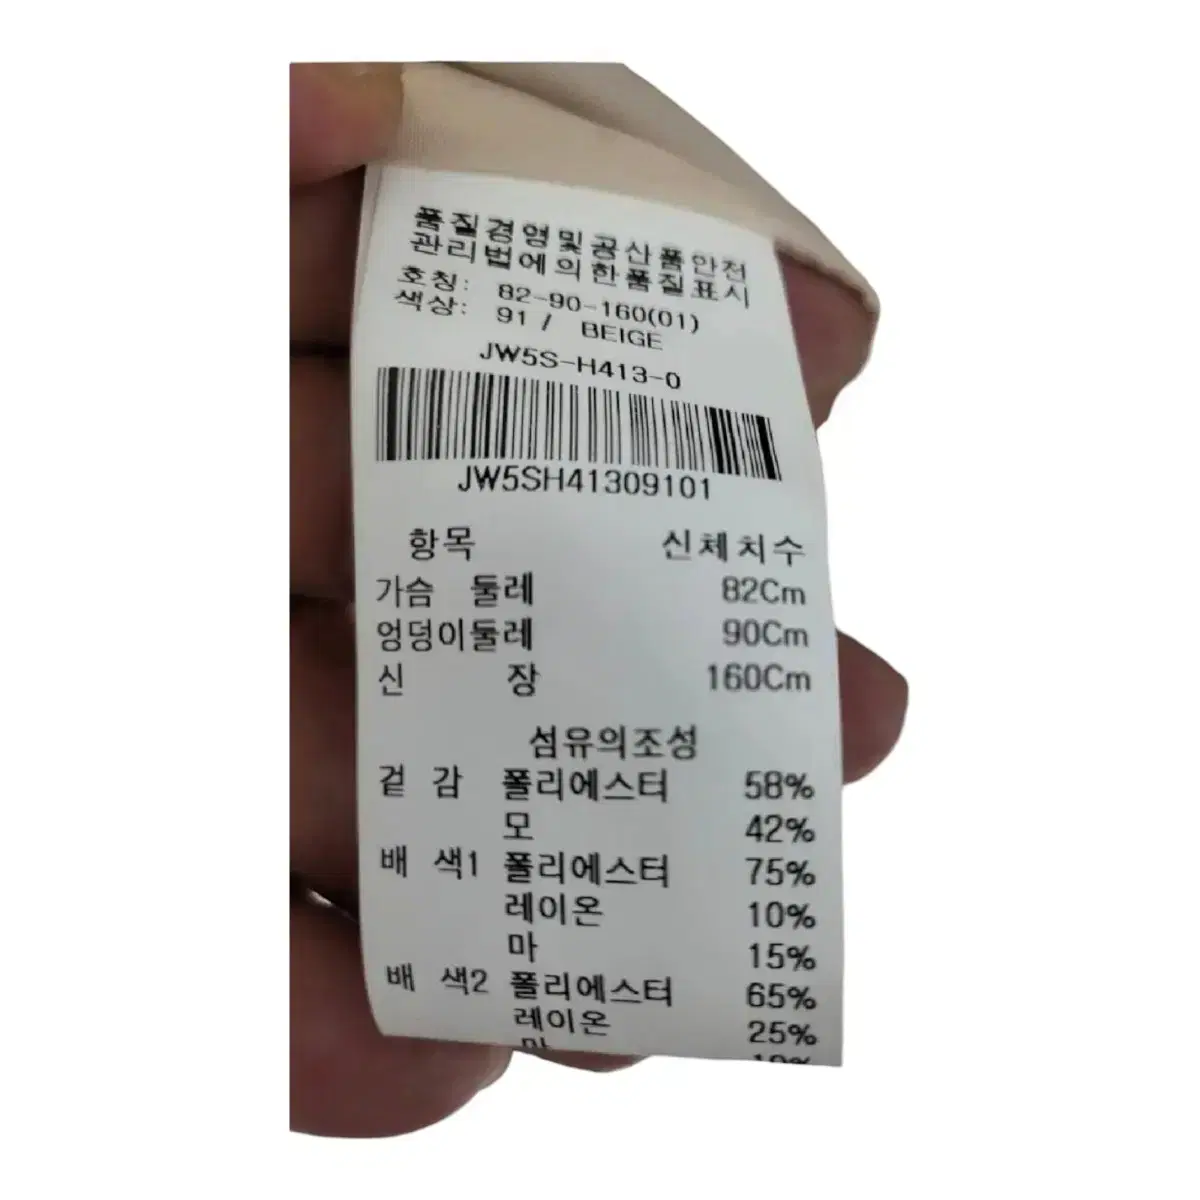 품질경영및공산품안전
관리법에의한품질표시
호칭: 82-90-160(01)
색상: 91 / BEIGE
JW5S-H413-0
JW5SH41309101
항목 신체치수
가슴 둘레 82Cm
엉덩이둘레 90Cm
신 장 160Cm
섬유의조성
겉 감 폴리에스터 58%
모 42%
배 색1 폴리에스터 75%
레이온 10%
마 15%
배 색2 폴리에스터 65%
레이온 25%
마 10%